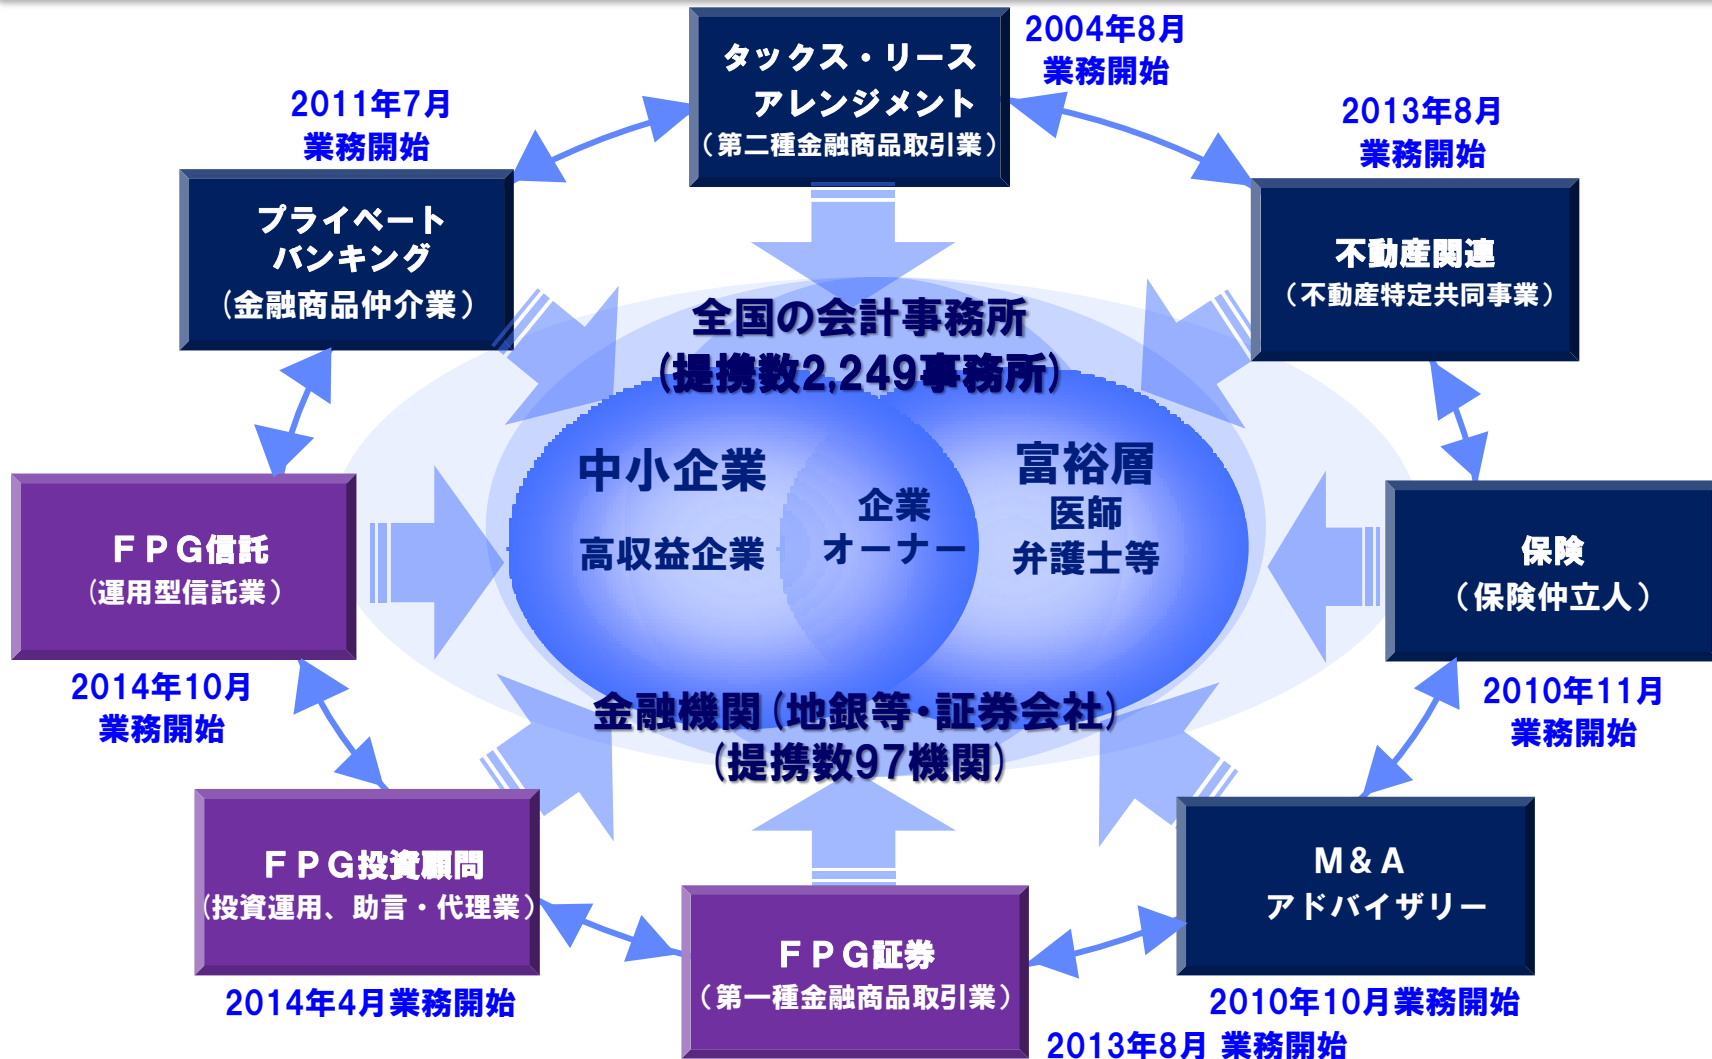 タックス・リース
アレンジメント
(第二種金融商品取引業)
2004年8月
業務開始
2011年7月
業務開始
2013年8月
業務開始
プライベート
バンキング
(金融商品仲介業)
不動産関連
(不動産特定共同事業)
全国の会計事務所
(提携数2,249事務所)
中小企業
高収益企業
企業
オーナー
富裕層
医師
弁護士等
FPG信託
(運用型信託業)
保険
(保険仲立人)
2014年10月
業務開始
2010年11月
業務開始
金融機関(地銀等・証券会社)
(提携数97機関)
FPG投資顧問
(投資運用、助言・代理業)
M&A
アドバイザリー
FPG証券
(第一種金融商品取引業)
2014年4月業務開始
2010年10月業務開始
2013年8月 業務開始